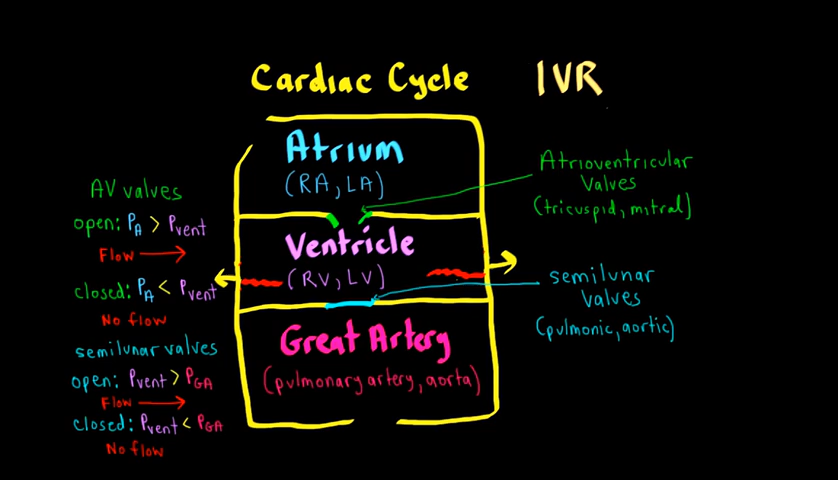 Cardiac Cycle IVR
Atrium
(RA, LA)
Ventricle
(RV, LV)
Great Artery
(pulmonary artery, aorta)
AV valves
open: PA > Pvent
Flow
closed: PA < Pvent
No flow
semilunar valves
open: Pvent > PGA
Flow
closed: Pvent < PGA
No flow
Atrioventricular
Valves
(tricuspid, mitral)
semilunar
valves
(pulmonic, aortic)